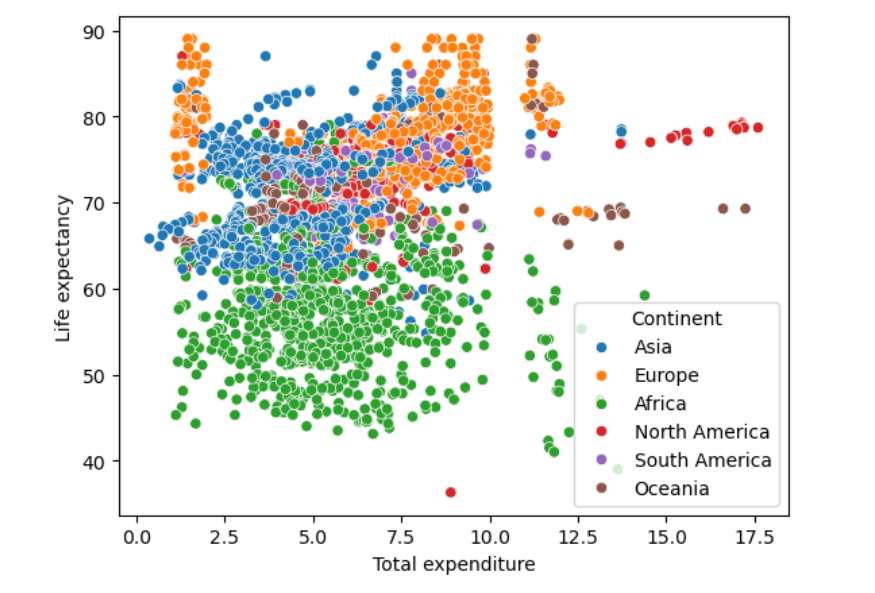 90
80
70
60
50
40
Life expectancy
0.0 2.5 5.0 7.5 10.0 12.5 15.0 17.5
Total expenditure
Continent
Asia
Europe
Africa
North America
South America
Oceania